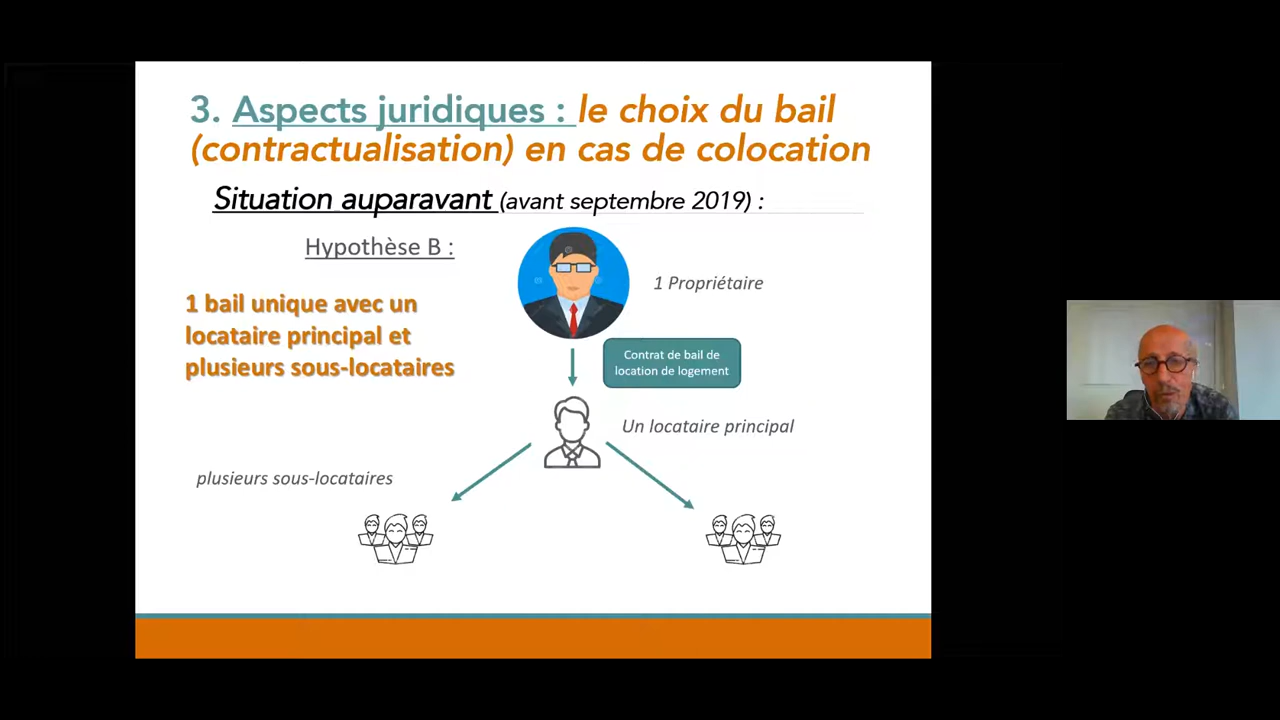 3. Aspects juridiques : le choix du bail
(contractualisation) en cas de colocation
Situation auparavant (avant septembre 2019) :
Hypothèse B :
1 Propriétaire
1 bail unique avec un
locataire principal et
plusieurs sous-locataires
Contrat de bail de
location de logement
Un locataire principal
plusieurs sous-locataires